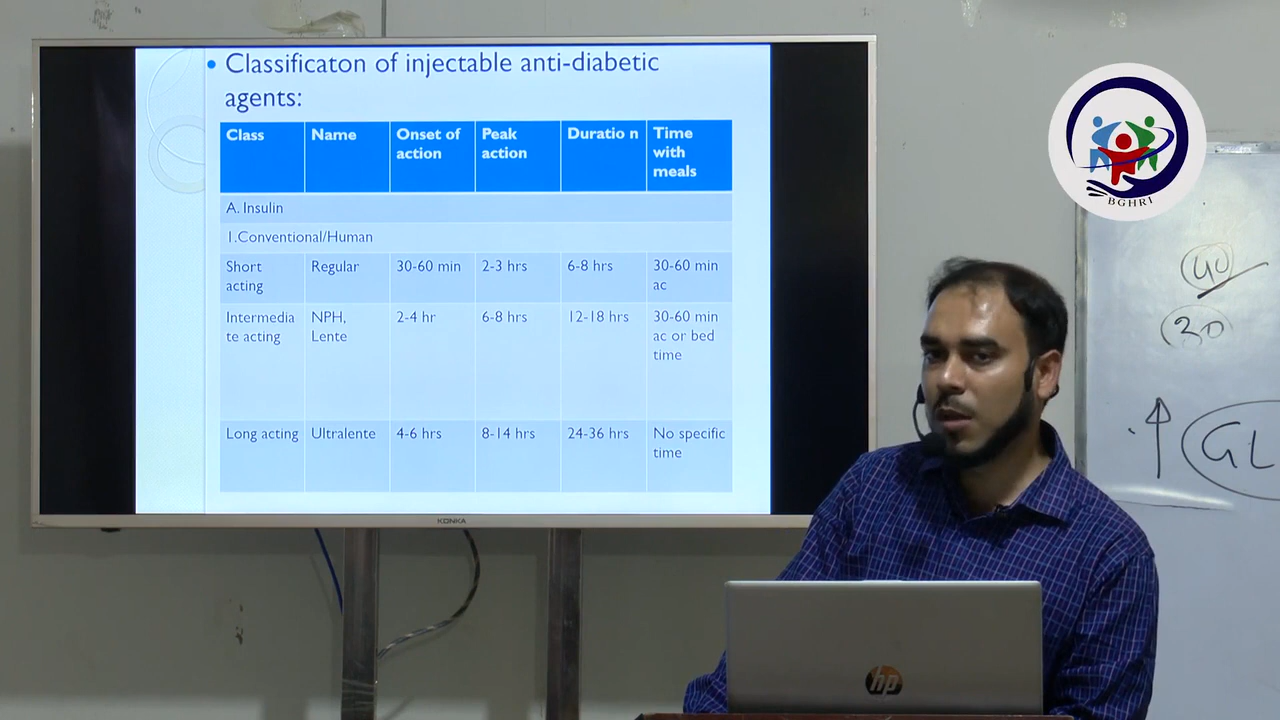 • Classificaton of injectable anti-diabetic
agents:
Class Name Onset of action Peak action Duratio n Time with meals
A. Insulin
1.Conventional/Human
Short acting Regular 30-60 min 2-3 hrs 6-8 hrs 30-60 min ac
Intermedia te acting NPH, Lente 2-4 hr 6-8 hrs 12-18 hrs 30-60 min ac or bed time
Long acting Ultralente 4-6 hrs 8-14 hrs 24-36 hrs No specific time
KONKA
BGHRI
40
30
GL
hp